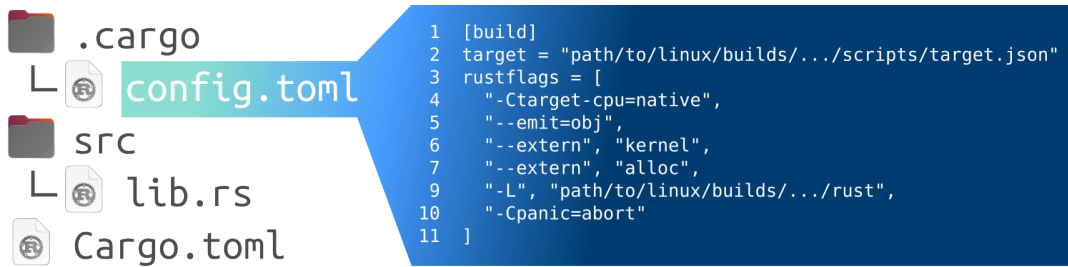 .cargo
config.toml
src
lib.rs
Cargo.toml
1 [build]
2 target = "path/to/linux/builds/.../scripts/target.json"
3 rustflags = [
4 "-Ctarget-cpu=native",
5 "--emit=obj",
6 "--extern", "kernel",
7 "--extern", "alloc",
9 "-L", "path/to/linux/builds/.../rust",
10 "-Cpanic=abort"
11 ]